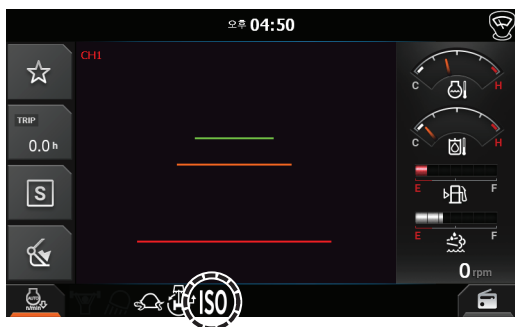 오후 04:50
CH1
TRIP
0.0 h
S
C H
C H
E F
E F
0 rpm
AUTO
ISO